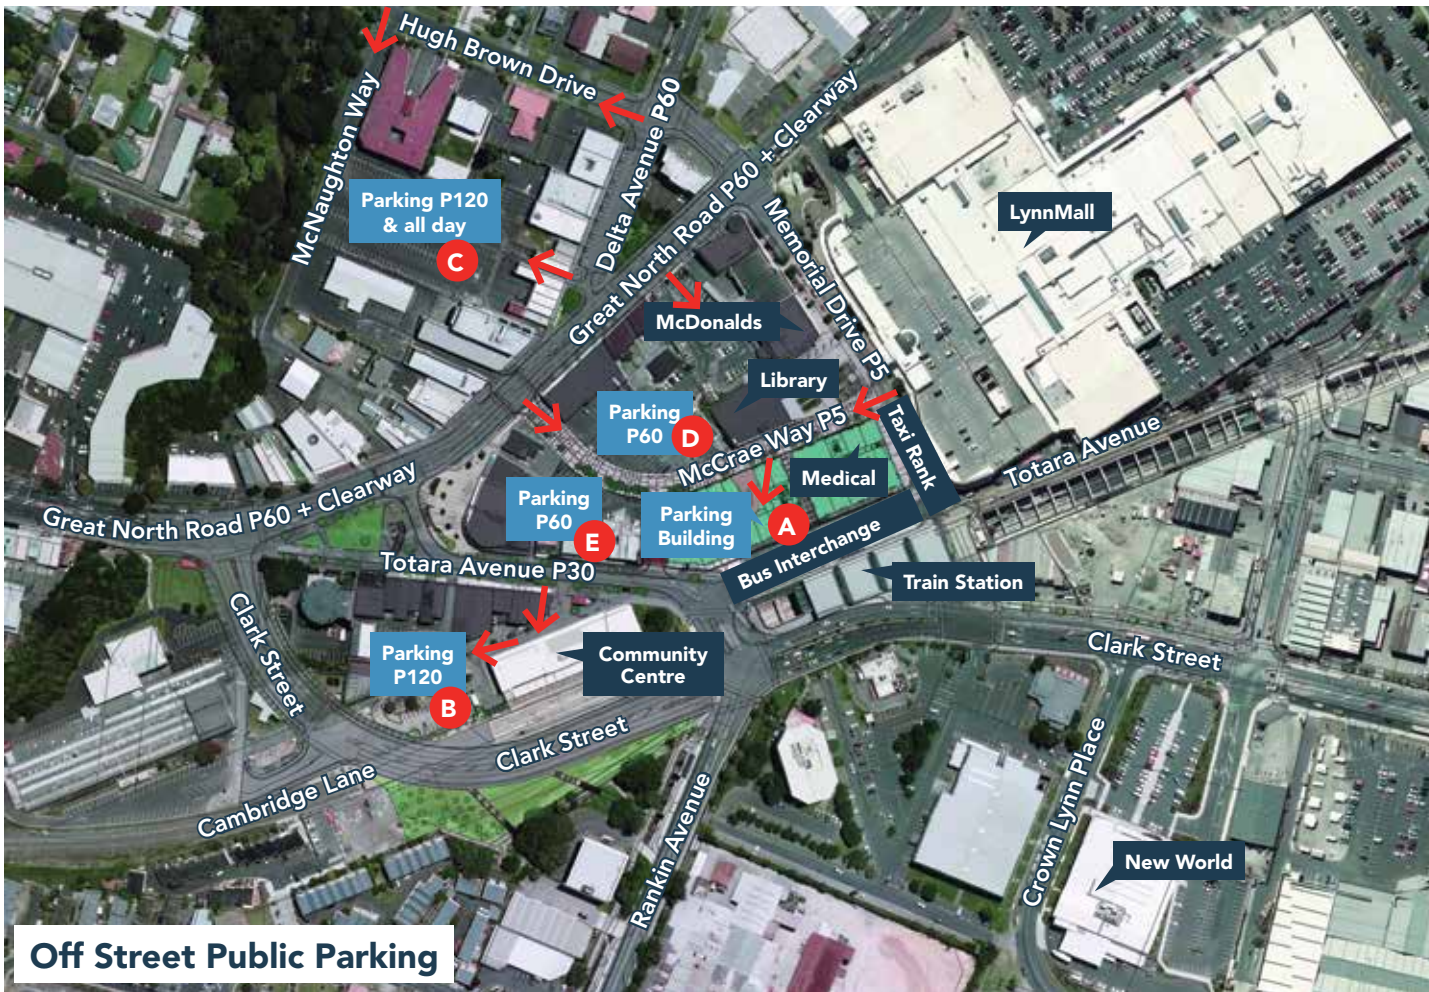 Hugh Brown Drive
McNaughton Way
Delta Avenue P60
Great North Road P60 + Clearway
Parking P120
& all day
C
Memorial Drive P5
LynnMall
McDonalds
Library
Parking
P60
D
McCrae Way P5
Taxi Rank
Totara Avenue
Medical
Great North Road P60 + Clearway
Parking
P60
E
Parking
Building
A
Bus Interchange
Totara Avenue P30
Train Station
Clark Street
Parking
P120
B
Community
Centre
Clark Street
Clark Street
Cambridge Lane
Rankin Avenue
Crown Lynn Place
New World
Off Street Public Parking